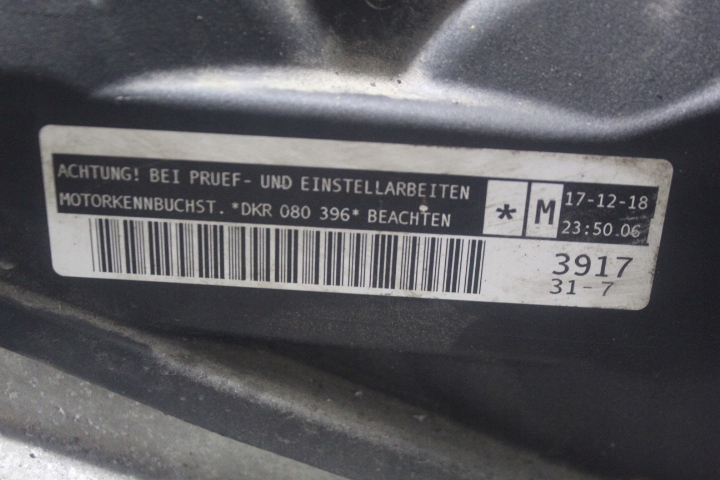 ACHTUNG! BEI PRUEF- UND EINSTELLARBEITEN
MOTORKENNBUCHST. *DKR 080 396* BEACHTEN
* M
17-12-18
23:50.06
3917
31-7